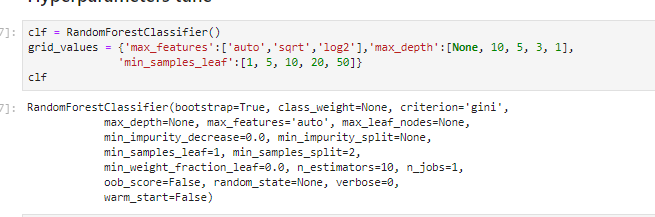 7]: clf = RandomForestClassifier()
grid_values = {'max_features':['auto','sqrt','log2'],'max_depth':[None, 10, 5, 3, 1],
'min_samples_leaf':[1, 5, 10, 20, 50]}
clf
7]: RandomForestClassifier(bootstrap=True, class_weight=None, criterion='gini',
max_depth=None, max_features='auto', max_leaf_nodes=None,
min_impurity_decrease=0.0, min_impurity_split=None,
min_samples_leaf=1, min_samples_split=2,
min_weight_fraction_leaf=0.0, n_estimators=10, n_jobs=1,
oob_score=False, random_state=None, verbose=0,
warm_start=False)